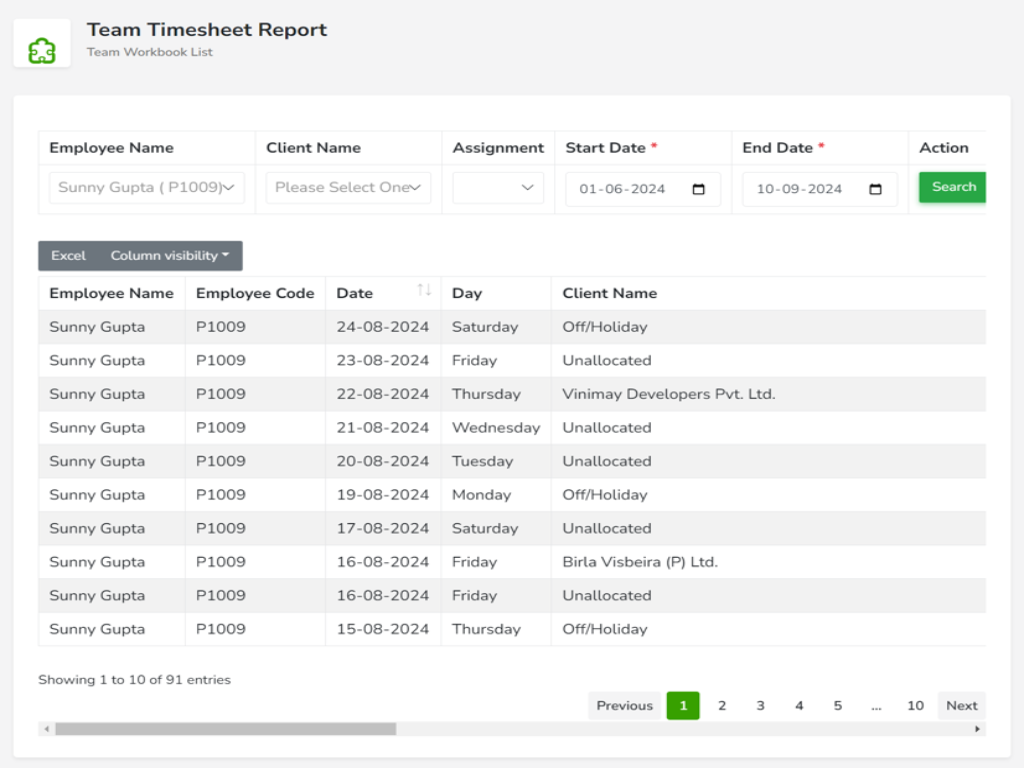 Team Timesheet Report
Team Workbook List
Employee Name Client Name Assignment Start Date * End Date * Action
Sunny Gupta ( P1009) Please Select One 01-06-2024 10-09-2024 Search
Excel Column visibility
Employee Name Employee Code Date Day Client Name
Sunny Gupta P1009 24-08-2024 Saturday Off/Holiday
Sunny Gupta P1009 23-08-2024 Friday Unallocated
Sunny Gupta P1009 22-08-2024 Thursday Vinimay Developers Pvt. Ltd.
Sunny Gupta P1009 21-08-2024 Wednesday Unallocated
Sunny Gupta P1009 20-08-2024 Tuesday Unallocated
Sunny Gupta P1009 19-08-2024 Monday Off/Holiday
Sunny Gupta P1009 17-08-2024 Saturday Unallocated
Sunny Gupta P1009 16-08-2024 Friday Birla Visbeira (P) Ltd.
Sunny Gupta P1009 16-08-2024 Friday Unallocated
Sunny Gupta P1009 15-08-2024 Thursday Off/Holiday
Showing 1 to 10 of 91 entries
Previous 1 2 3 4 5 ... 10 Next